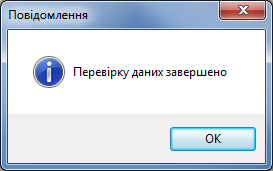 Повідомлення
Перевірку даних завершено
OK